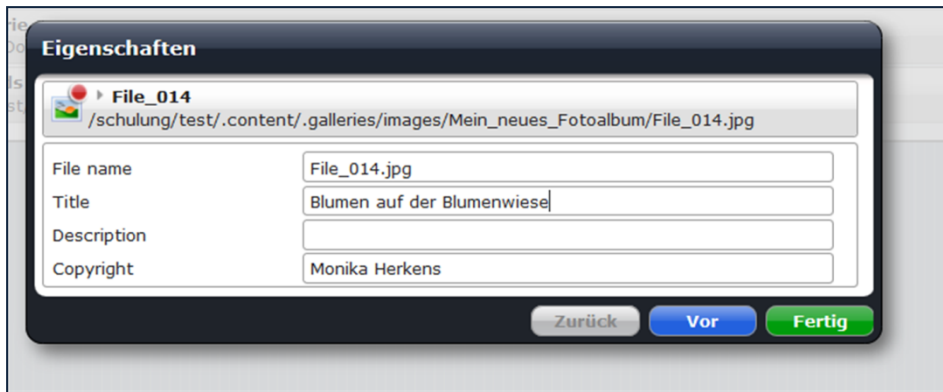 Eigenschaften
File_014
/schulung/test/.content/.galleries/images/Mein_neues_Fotoalbum/File_014.jpg
File name File_014.jpg
Title Blumen auf der Blumenwiese
Description
Copyright Monika Herkens
Zurück Vor Fertig